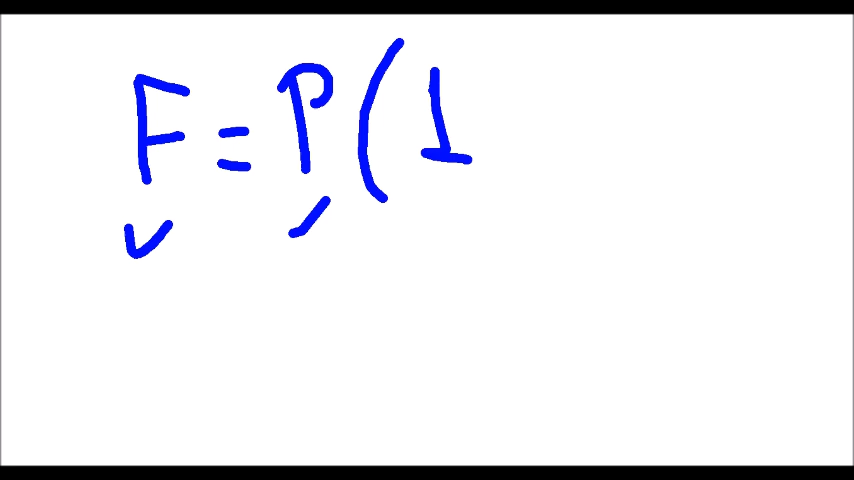 F = P ( 1
✓ ✓